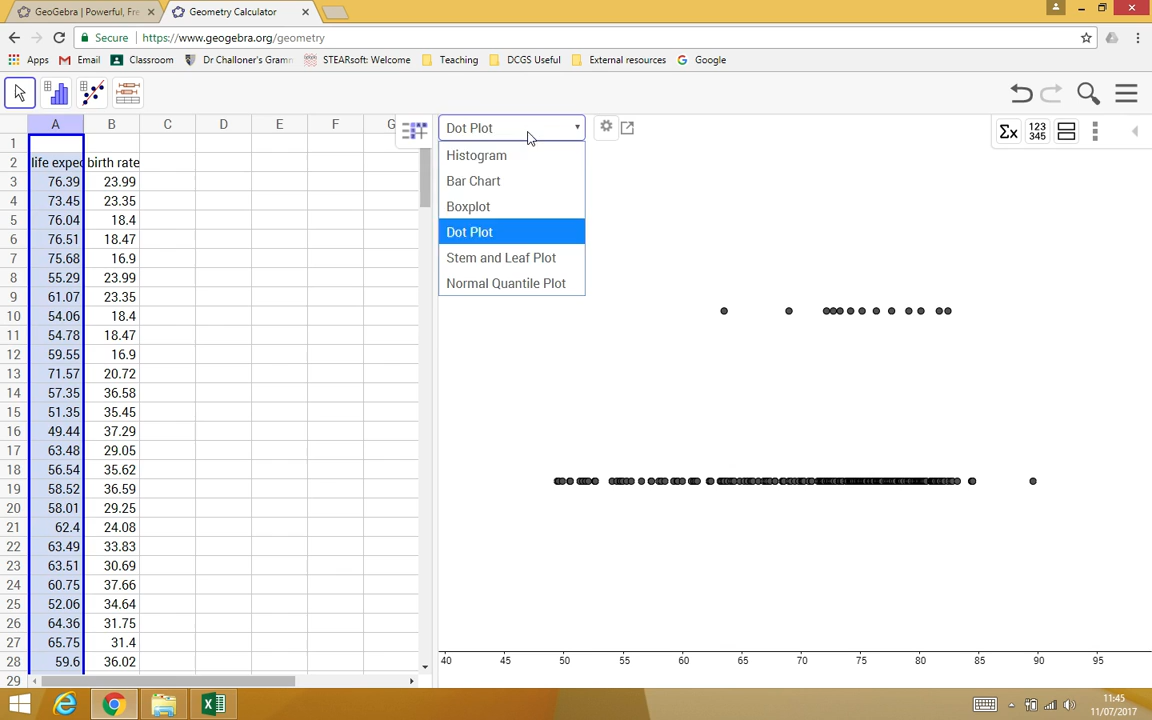 GeoGebra | Powerful, Fre
Geometry Calculator
Secure
https://www.geogebra.org/geometry
Apps
Email
Classroom
Dr Challoner's Gramm
STEARsoft: Welcome
Teaching
DCGS Useful
External resources
Google
Σx
123
345
A B C D E F G
Dot Plot
Histogram
Bar Chart
Boxplot
Dot Plot
Stem and Leaf Plot
Normal Quantile Plot
1
2 life expec birth rate
3 76.39 23.99
4 73.45 23.35
5 76.04 18.4
6 76.51 18.47
7 75.68 16.9
8 55.29 23.99
9 61.07 23.35
10 54.06 18.4
11 54.78 18.47
12 59.55 16.9
13 71.57 20.72
14 57.35 36.58
15 51.35 35.45
16 49.44 37.29
17 63.48 29.05
18 56.54 35.62
19 58.52 36.59
20 58.01 29.25
21 62.4 24.08
22 63.49 33.83
23 63.51 30.69
24 60.75 37.66
25 52.06 34.64
26 64.36 31.75
27 65.75 31.4
28 59.6 36.02
29
40 45 50 55 60 65 70 75 80 85 90 95
11:45
11/07/2017